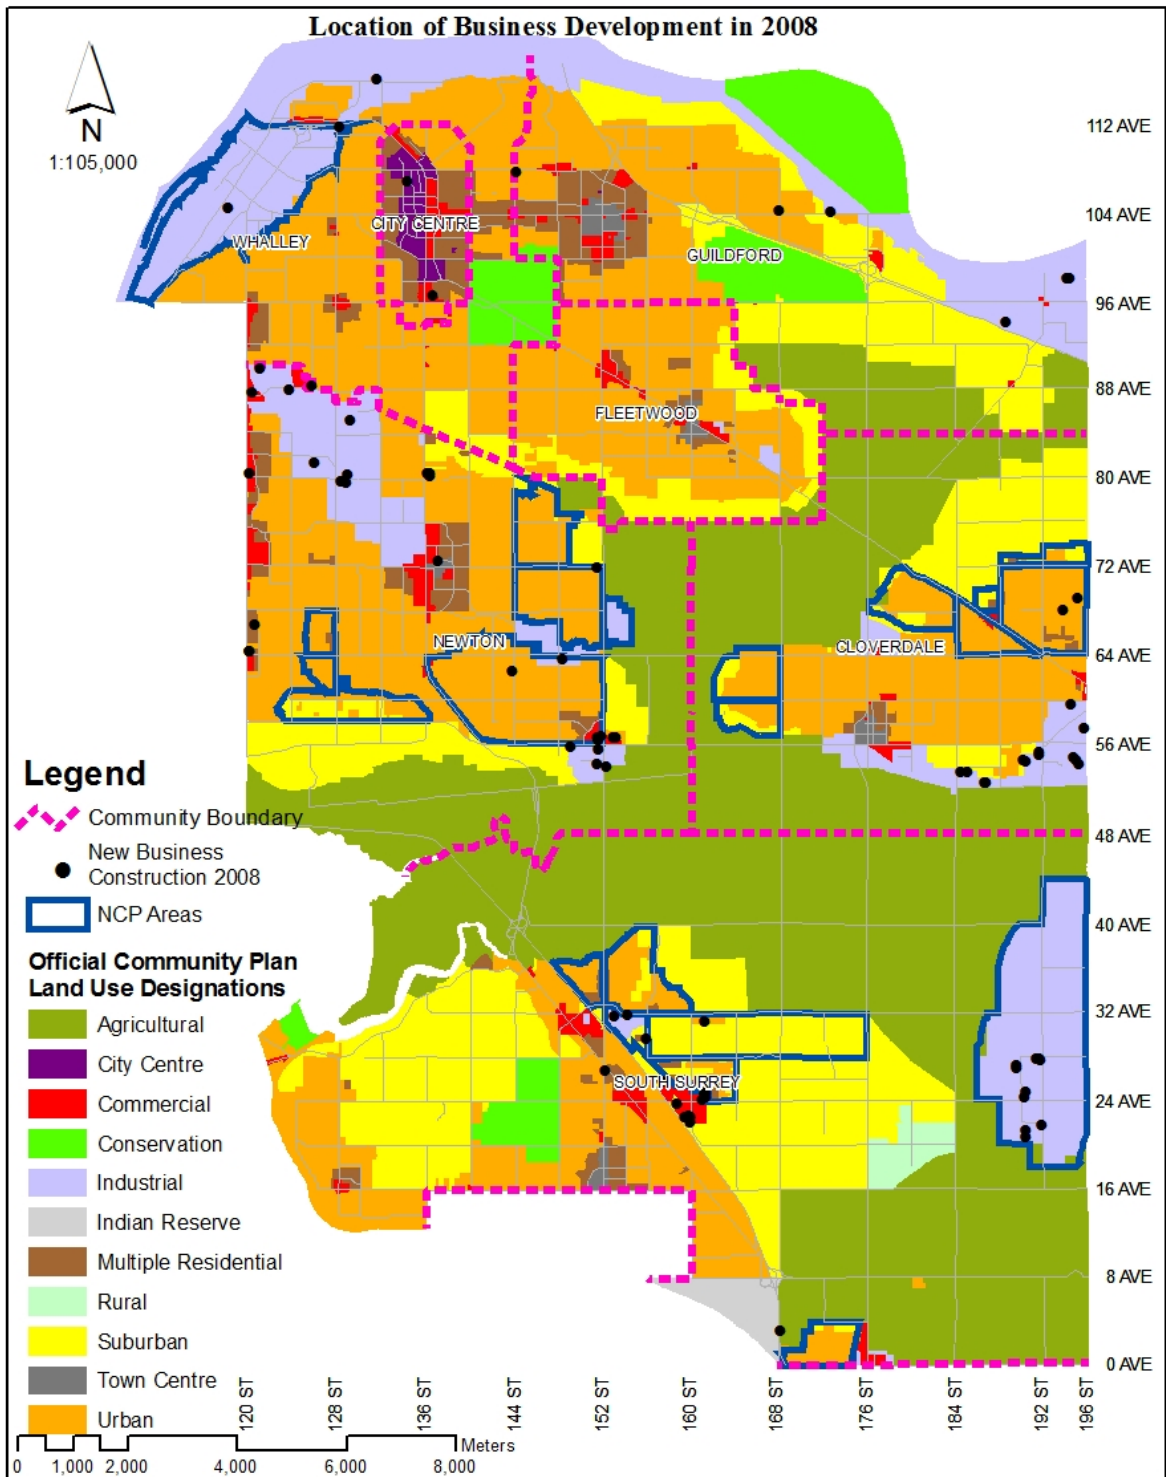 Location of Business Development in 2008
N
1:105,000
112 AVE
104 AVE
96 AVE
88 AVE
80 AVE
72 AVE
64 AVE
56 AVE
48 AVE
40 AVE
32 AVE
24 AVE
16 AVE
8 AVE
0 AVE
WHALLEY
CITY CENTRE
GUILDFORD
FLEETWOOD
NEWTON
CLOVERDALE
SOUTH SURREY
Legend
Community Boundary
New Business
Construction 2008
NCP Areas
Official Community Plan
Land Use Designations
Agricultural
City Centre
Commercial
Conservation
Industrial
Indian Reserve
Multiple Residential
Rural
Suburban
Town Centre
Urban
120 ST
128 ST
136 ST
144 ST
152 ST
160 ST
168 ST
176 ST
184 ST
192 ST
196 ST
Meters
0 1,000 2,000 4,000 6,000 8,000